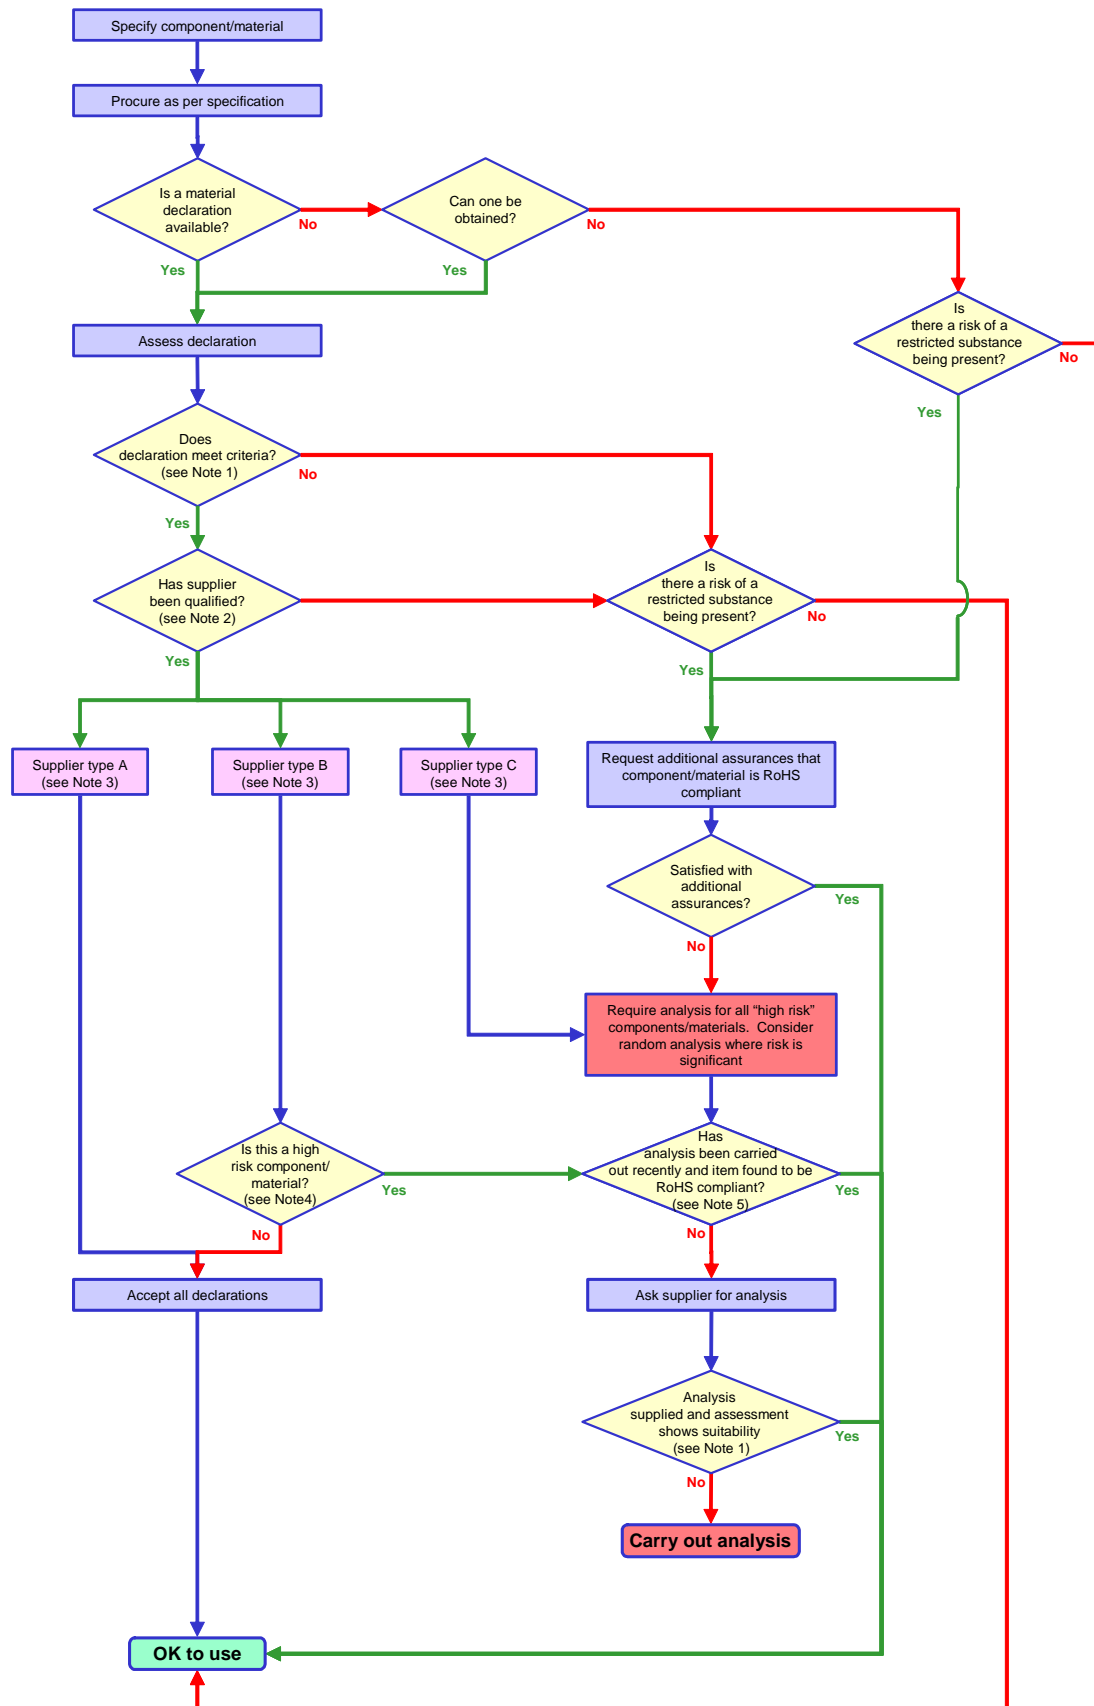 Specify component/material
Procure as per specification
Is a material
declaration
available?
No
Yes
Can one be
obtained?
No
Yes
Is
there a risk of a
restricted substance
being present?
No
Yes
Assess declaration
Does
declaration meet criteria?
(see Note 1)
No
Yes
Has supplier
been qualified?
(see Note 2)
Yes
Is
there a risk of a
restricted substance
being present?
No
Yes
Supplier type A
(see Note 3)
Supplier type B
(see Note 3)
Supplier type C
(see Note 3)
Request additional assurances that
component/material is RoHS
compliant
Satisfied with
additional
assurances?
Yes
No
Require analysis for all “high risk”
components/materials.  Consider
random analysis where risk is
significant
Is this a high
risk component/
material?
(see Note4)
Yes
No
Has
analysis been carried
out recently and item found to be
RoHS compliant?
(see Note 5)
Yes
No
Accept all declarations
Ask supplier for analysis
Analysis
supplied and assessment
shows suitability
(see Note 1)
Yes
No
Carry out analysis
OK to use